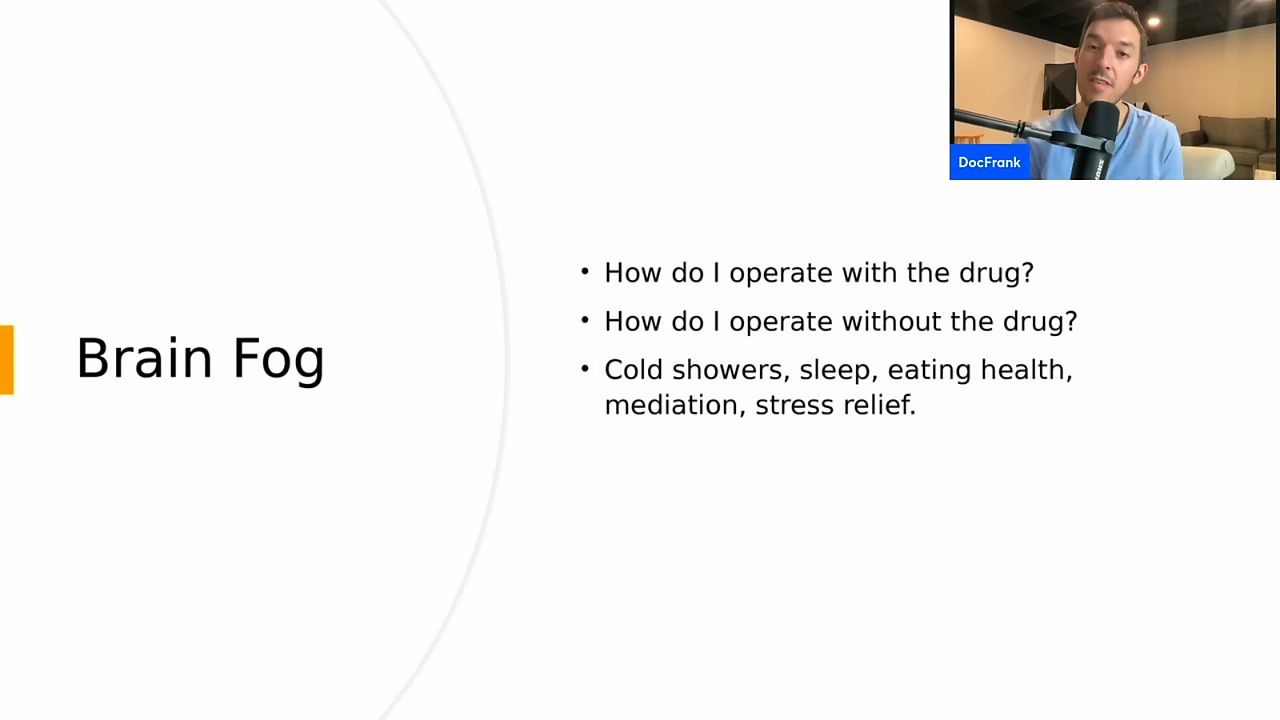 DocFrank
• How do I operate with the drug?
• How do I operate without the drug?
• Cold showers, sleep, eating health,
mediation, stress relief.
Brain Fog